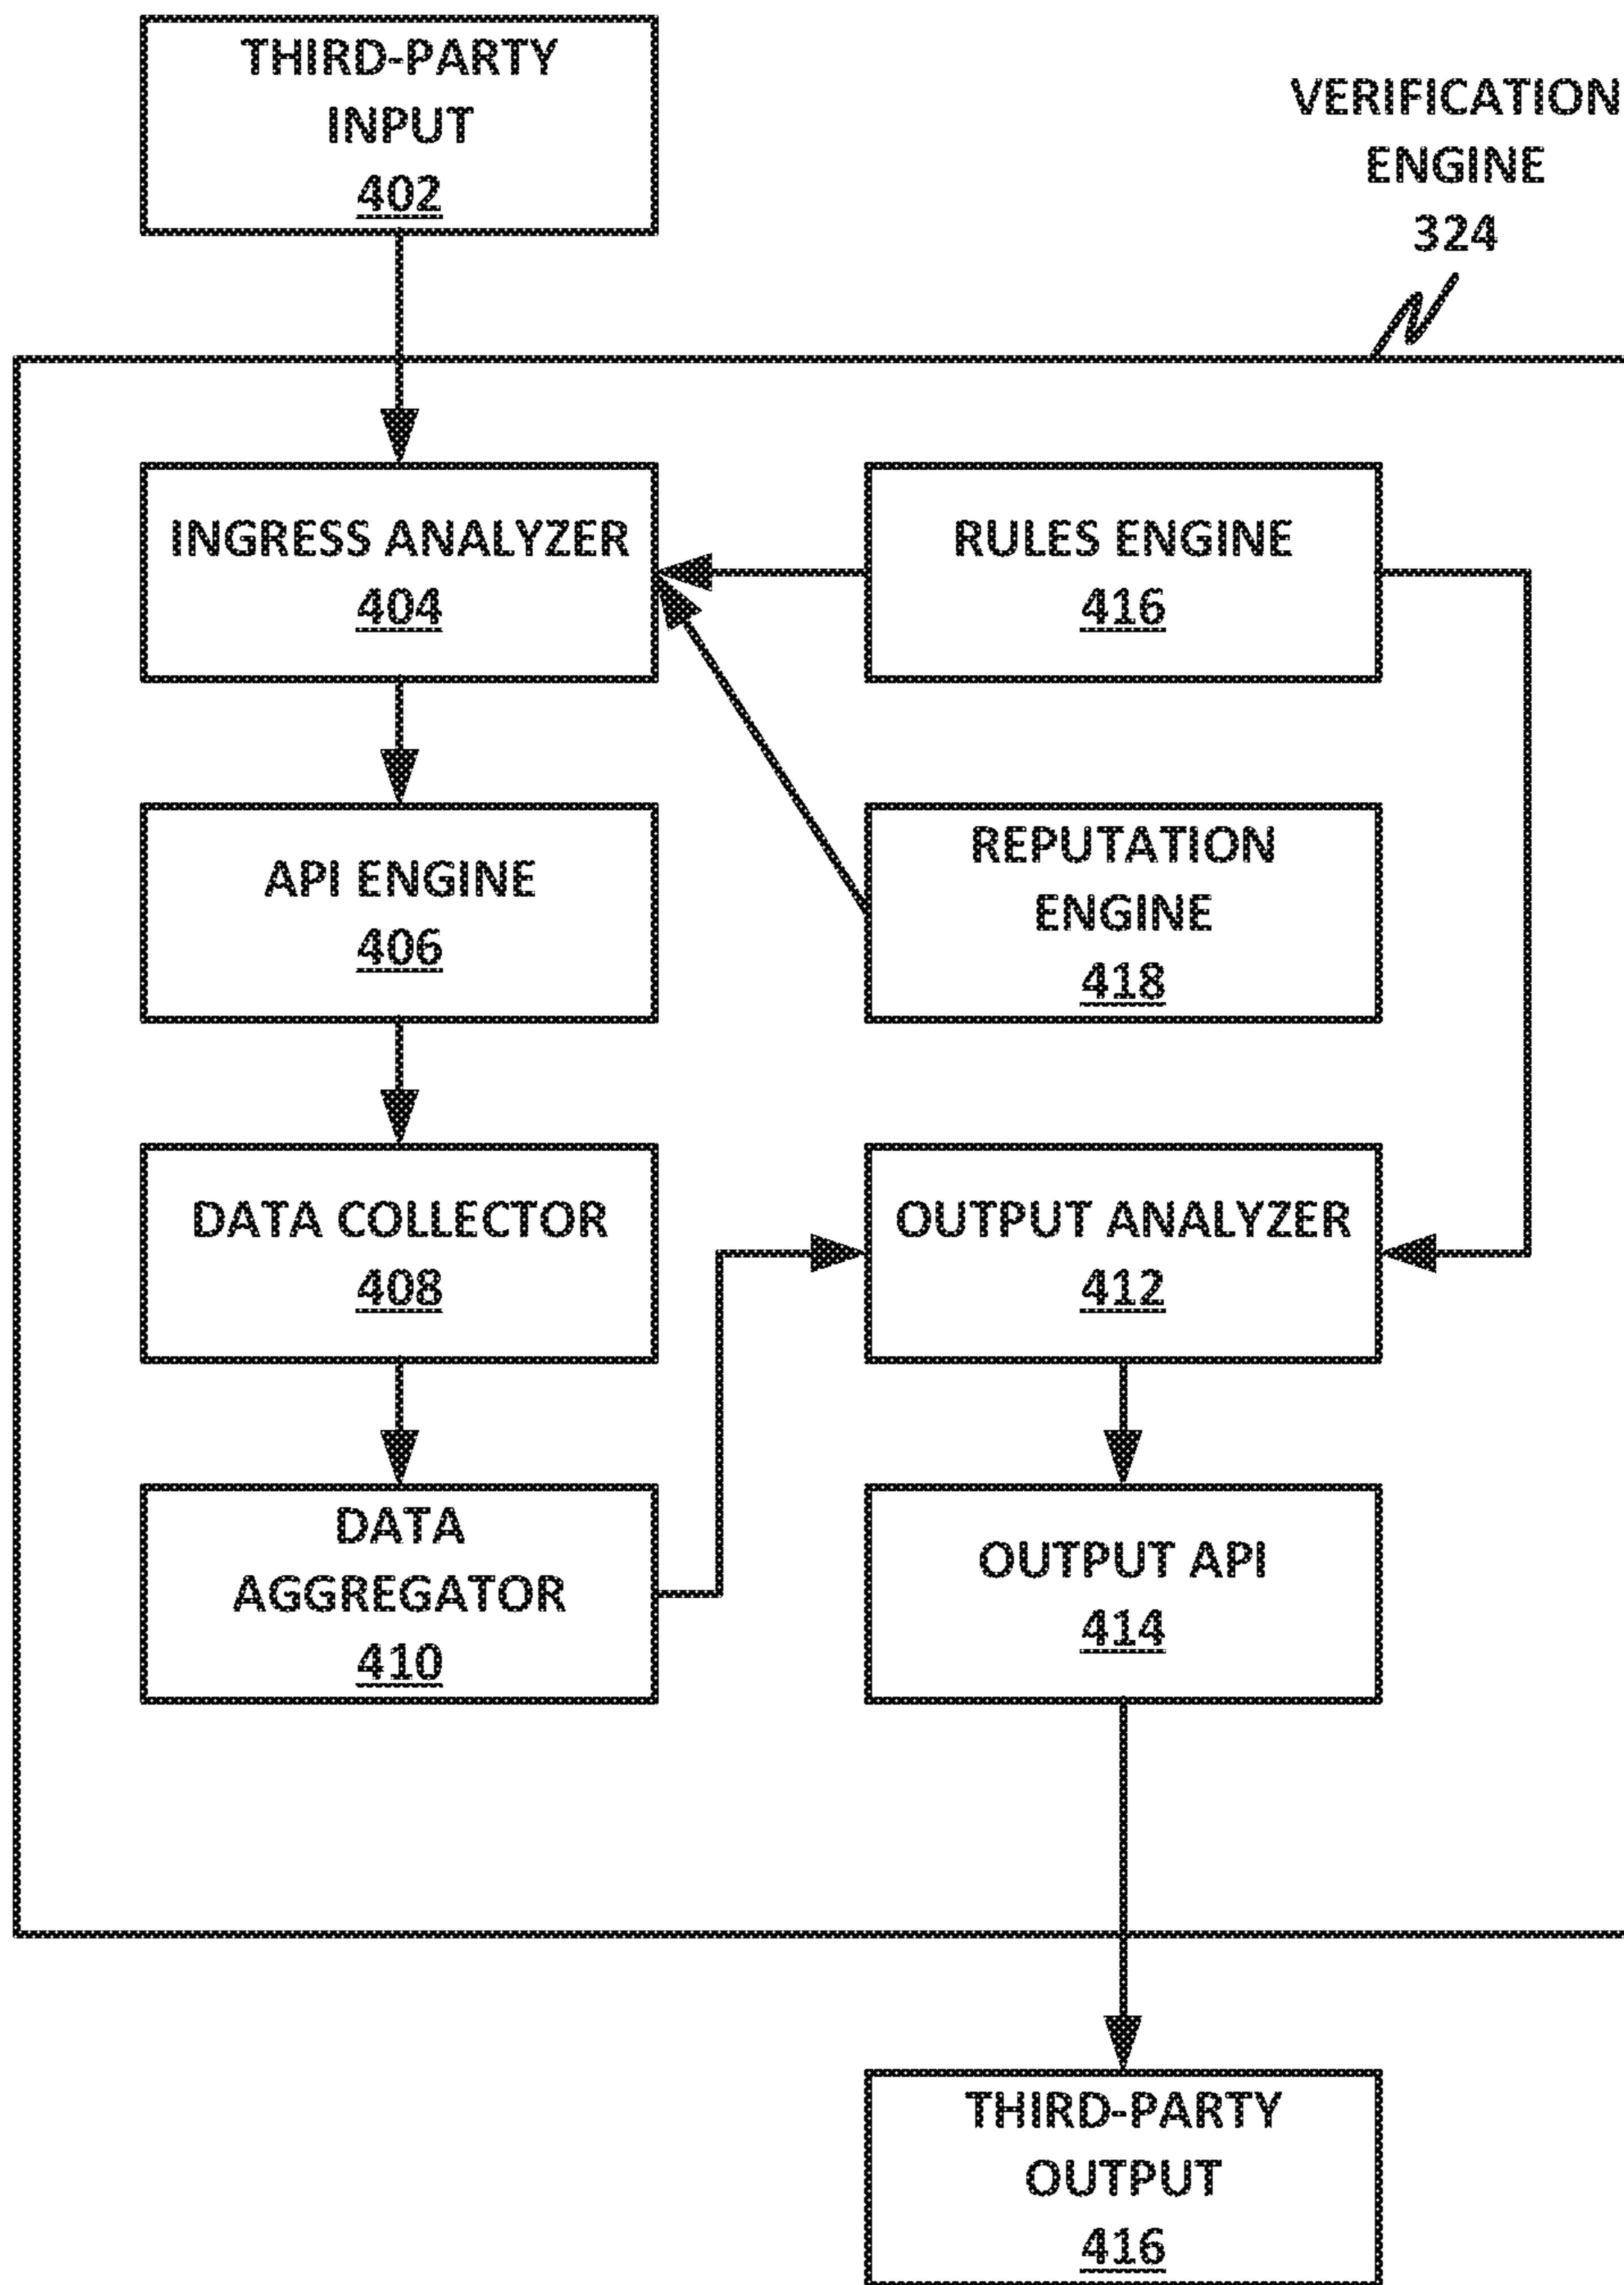 THIRD-PARTY
INPUT
402
VERIFICATION
ENGINE
324
INGRESS ANALYZER
404
RULES ENGINE
416
API ENGINE
406
REPUTATION
ENGINE
418
DATA COLLECTOR
408
OUTPUT ANALYZER
412
DATA
AGGREGATOR
410
OUTPUT API
414
THIRD-PARTY
OUTPUT
416